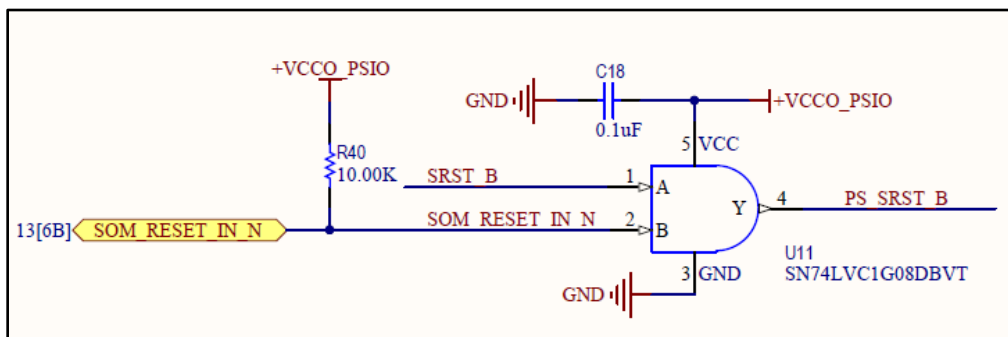 +VCCO_PSIO
C18
GND
+VCCO_PSIO
0.1uF
5 VCC
R40
10.00K
SRST_B
1 A
Y 4 PS_SRST_B
13[6B] SOM_RESET_IN_N
SOM_RESET_IN_N
2 B
3 GND
U11
SN74LVC1G08DBVT
GND